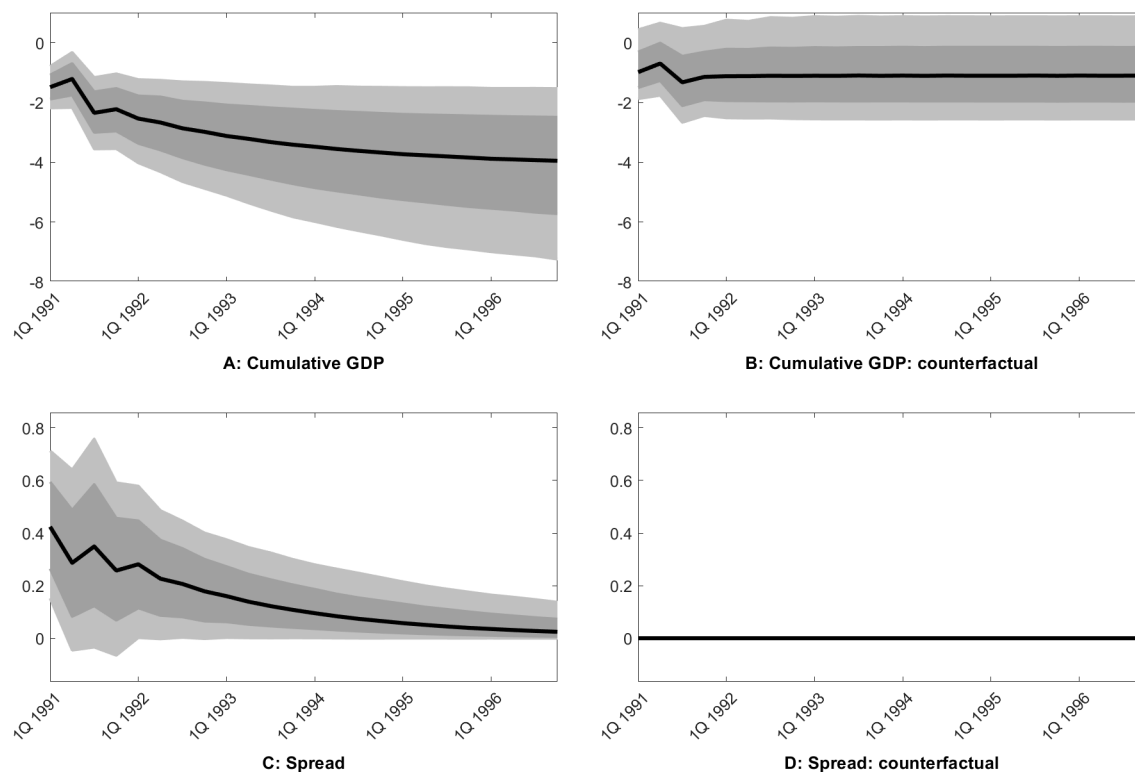 0
-2
-4
-6
-8
1Q 1991
1Q 1992
1Q 1993
1Q 1994
1Q 1995
1Q 1996
A: Cumulative GDP
0
-2
-4
-6
-8
1Q 1991
1Q 1992
1Q 1993
1Q 1994
1Q 1995
1Q 1996
B: Cumulative GDP: counterfactual
0.8
0.6
0.4
0.2
0
1Q 1991
1Q 1992
1Q 1993
1Q 1994
1Q 1995
1Q 1996
C: Spread
0.8
0.6
0.4
0.2
0
1Q 1991
1Q 1992
1Q 1993
1Q 1994
1Q 1995
1Q 1996
D: Spread: counterfactual